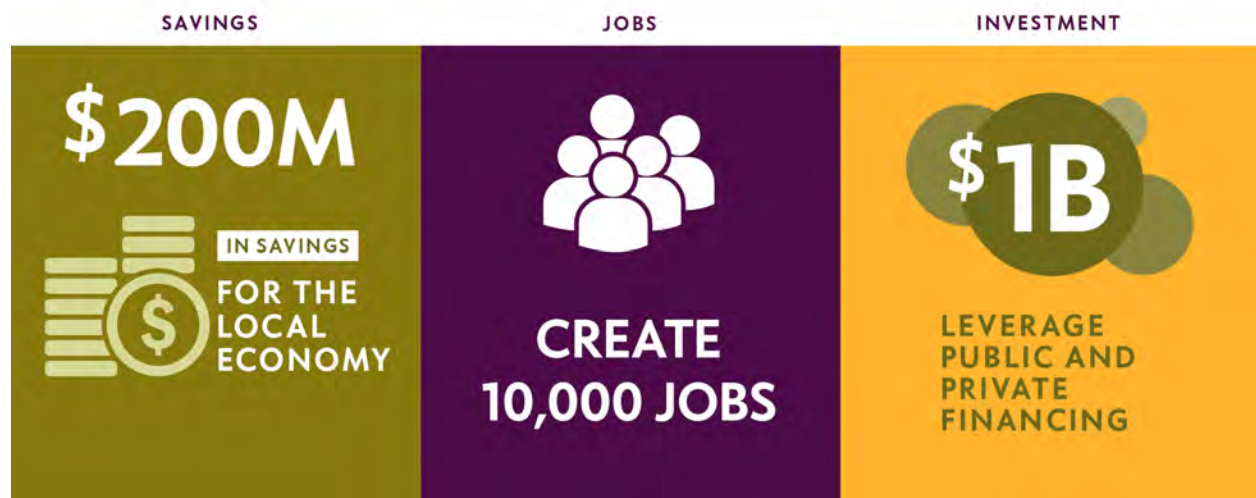 SAVINGS
$200M
$
IN SAVINGS
FOR THE
LOCAL
ECONOMY
JOBS
CREATE
10,000 JOBS
INVESTMENT
$1B
LEVERAGE
PUBLIC AND
PRIVATE
FINANCING